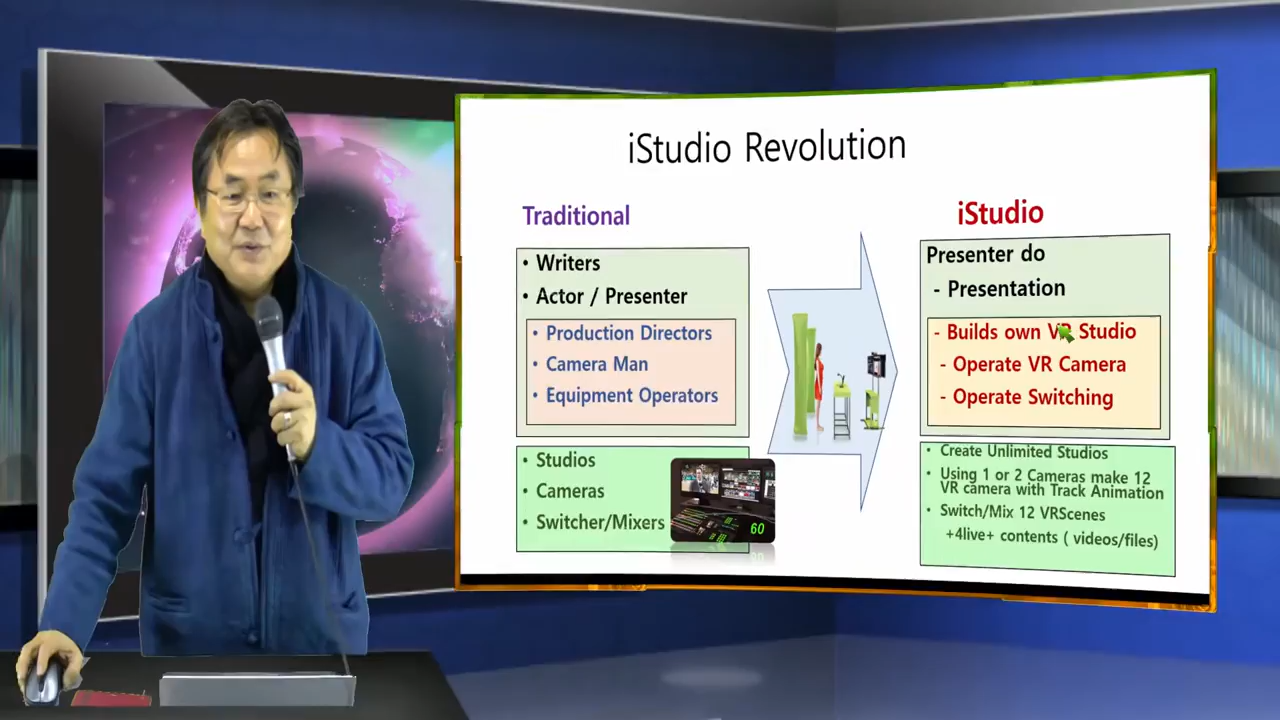 iStudio Revolution
Traditional
• Writers
• Actor / Presenter
• Production Directors
• Camera Man
• Equipment Operators
• Studios
• Cameras
• Switcher/Mixers
60
iStudio
Presenter do
- Presentation
- Builds own VR Studio
- Operate VR Camera
- Operate Switching
• Create Unlimited Studios
• Using 1 or 2 Cameras make 12
VR camera with Track Animation
• Switch/Mix 12 VRScenes
+4live+ contents ( videos/files)